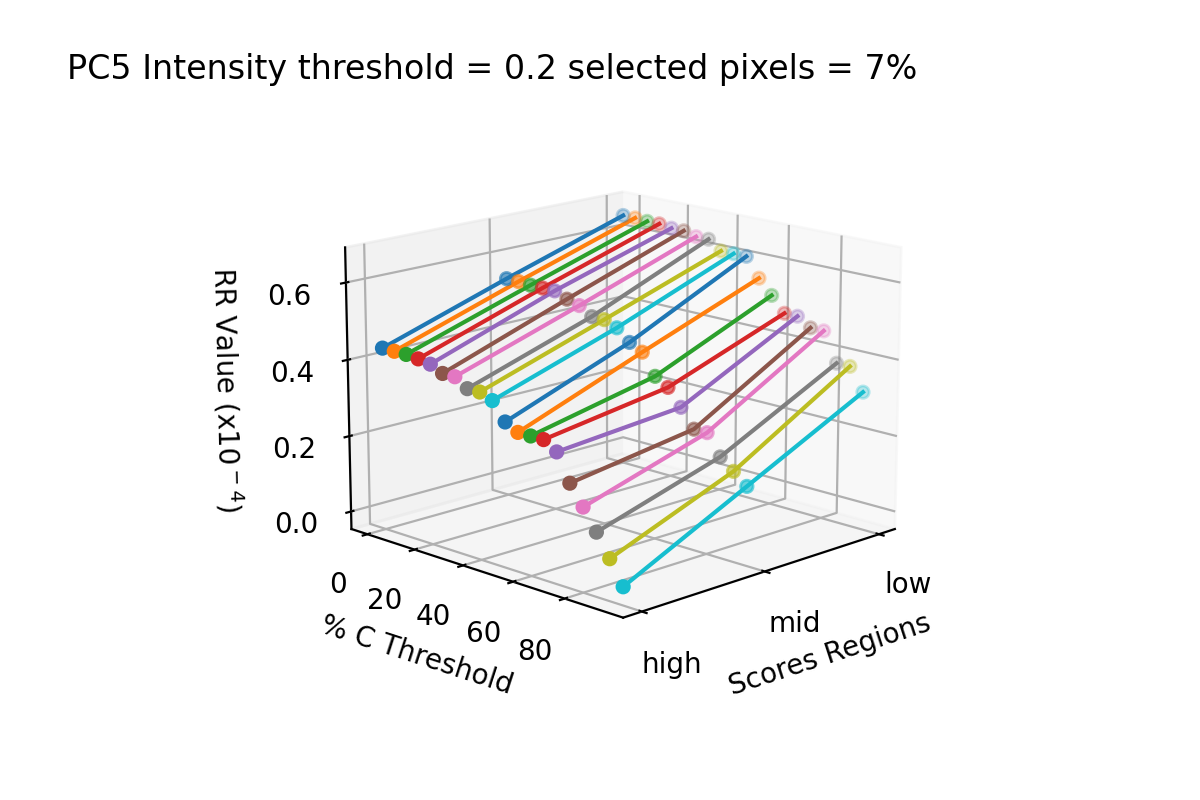 PC5 Intensity threshold = 0.2 selected pixels = 7%
RR Value (x10⁻⁴)
0.6
0.4
0.2
0.0
0
20
40
60
80
% C Threshold
high
mid
low
Scores Regions